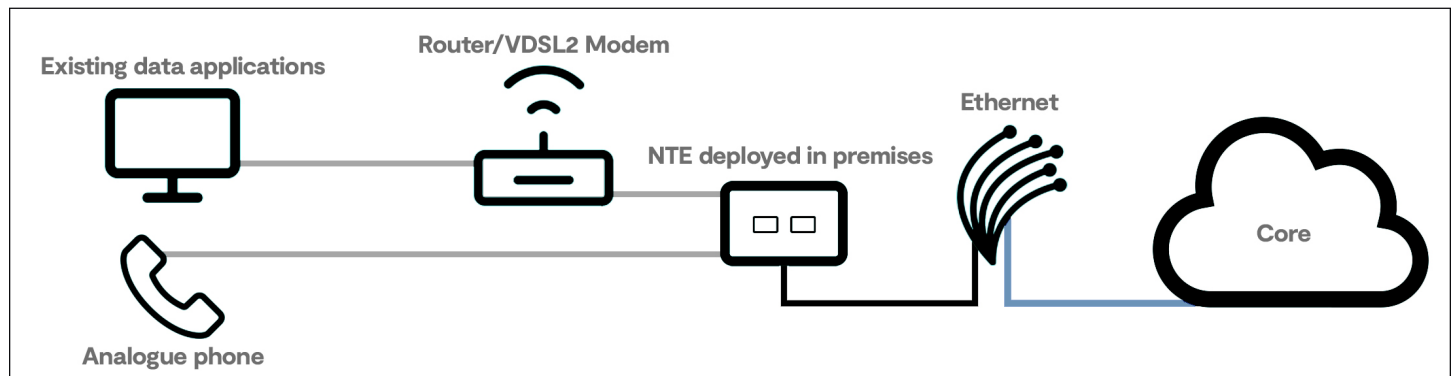 Router/VDSL2 Modem
Existing data applications
Ethernet
NTE deployed in premises
Core
Analogue phone